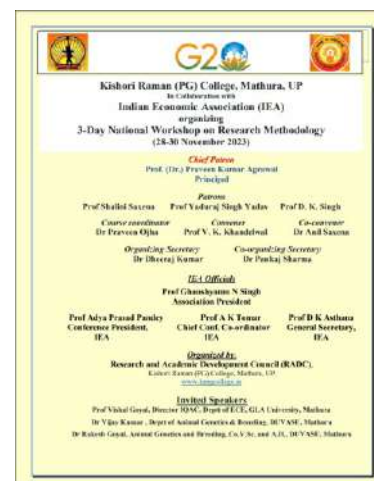 G20
Kishori Raman (PG) College, Mathura, UP
In Collaboration with
Indian Economic Association (IEA)
organizing
3-Day National Workshop on Research Methodology
(28-30 November 2023)
Chief Patron
Prof. (Dr.) Praveen Kumar Agrawal
Principal
Patrons
Prof Shalini Saxena Prof Yaduraj Singh Yadav Prof D. K. Singh
Course coordinator Convener Co-convener
Dr Praveen Ojha Prof V. K. Khandelwal Dr Anil Saxena
Organizing Secretary Co-organizing Secretary
Dr Dheeraj Kumar Dr Pankaj Sharma
IEA Officials
Prof Ghanshyam N Singh
Association President
Prof Adya Prasad Pandey Prof A K Tomar Prof D K Asthana
Conference President, Chief Conf. Co-ordinator General Secretary,
IEA IEA IEA
Organized by:
Research and Academic Development Council (RADC).
Kishori Raman (PG) College, Mathura, UP
Invited Speakers
Prof Vishal Goyal, Director IQAC, Deptt of ECE, GLA University, Mathura
Dr Vijay Kumar , Deptt of Animal Genetics & Breeding, DUVASE, Mathura
Dr Rakesh Goyal, Animal Genetics and Breeding, Co.V.Sc. and A.H., DUVASE, Mathura